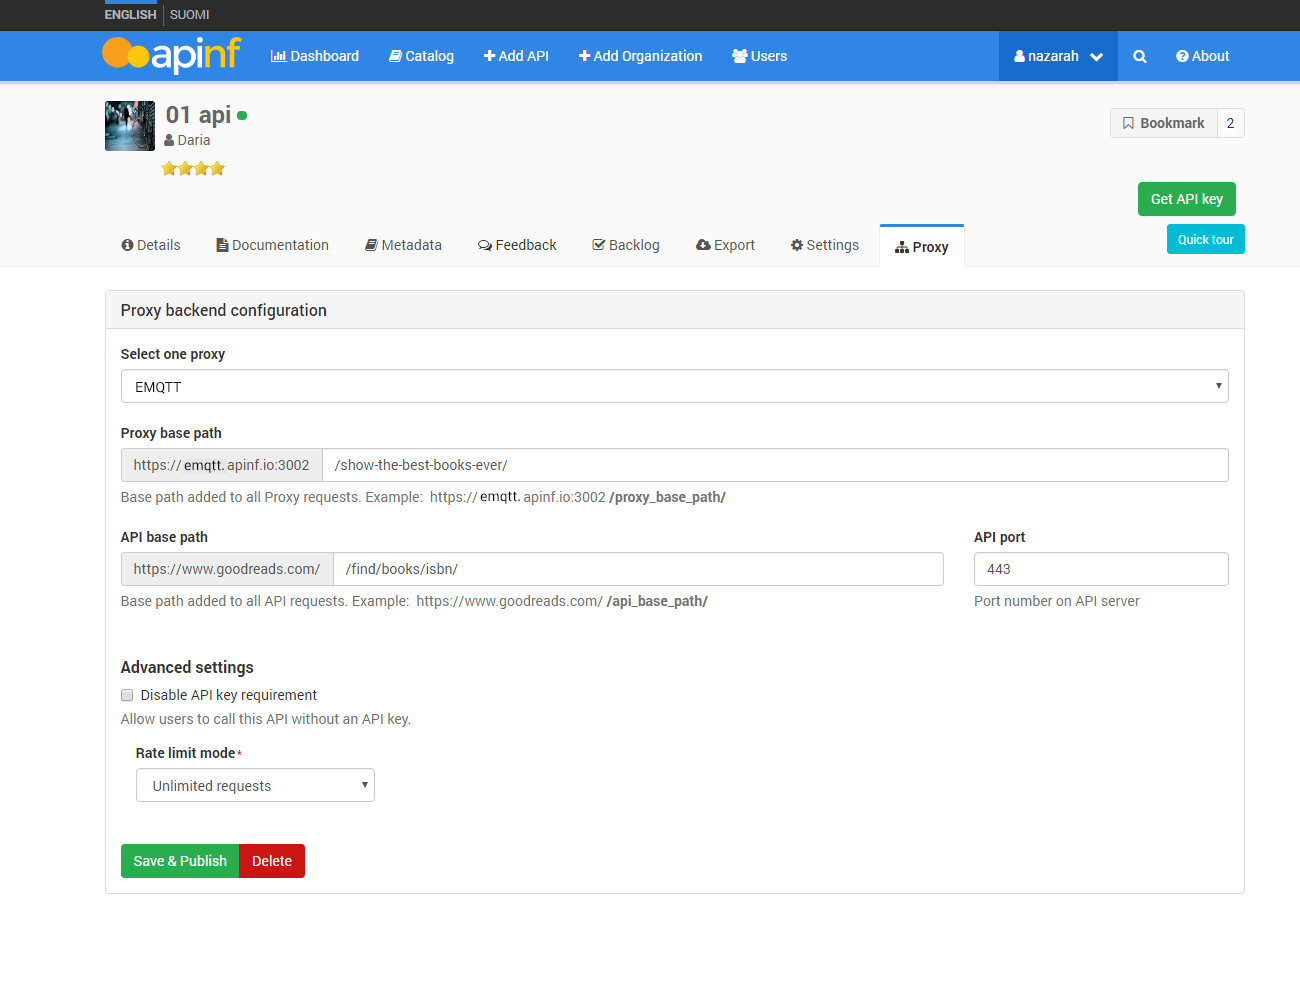 ENGLISH SUOMI
apinf Dashboard Catalog Add API Add Organization Users nazarah About
01 api
Daria
Bookmark 2
Get API key
Details Documentation Metadata Feedback Backlog Export Settings Proxy Quick tour
Proxy backend configuration
Select one proxy
EMQTT
Proxy base path
https:// emqtt. apinf.io:3002 /show-the-best-books-ever/
Base path added to all Proxy requests. Example: https:// emqtt. apinf.io:3002 /proxy_base_path/
API base path API port
https://www.goodreads.com/ /find/books/isbn/ 443
Base path added to all API requests. Example: https://www.goodreads.com/ /api_base_path/ Port number on API server
Advanced settings
Disable API key requirement
Allow users to call this API without an API key.
Rate limit mode*
Unlimited requests
Save & Publish Delete